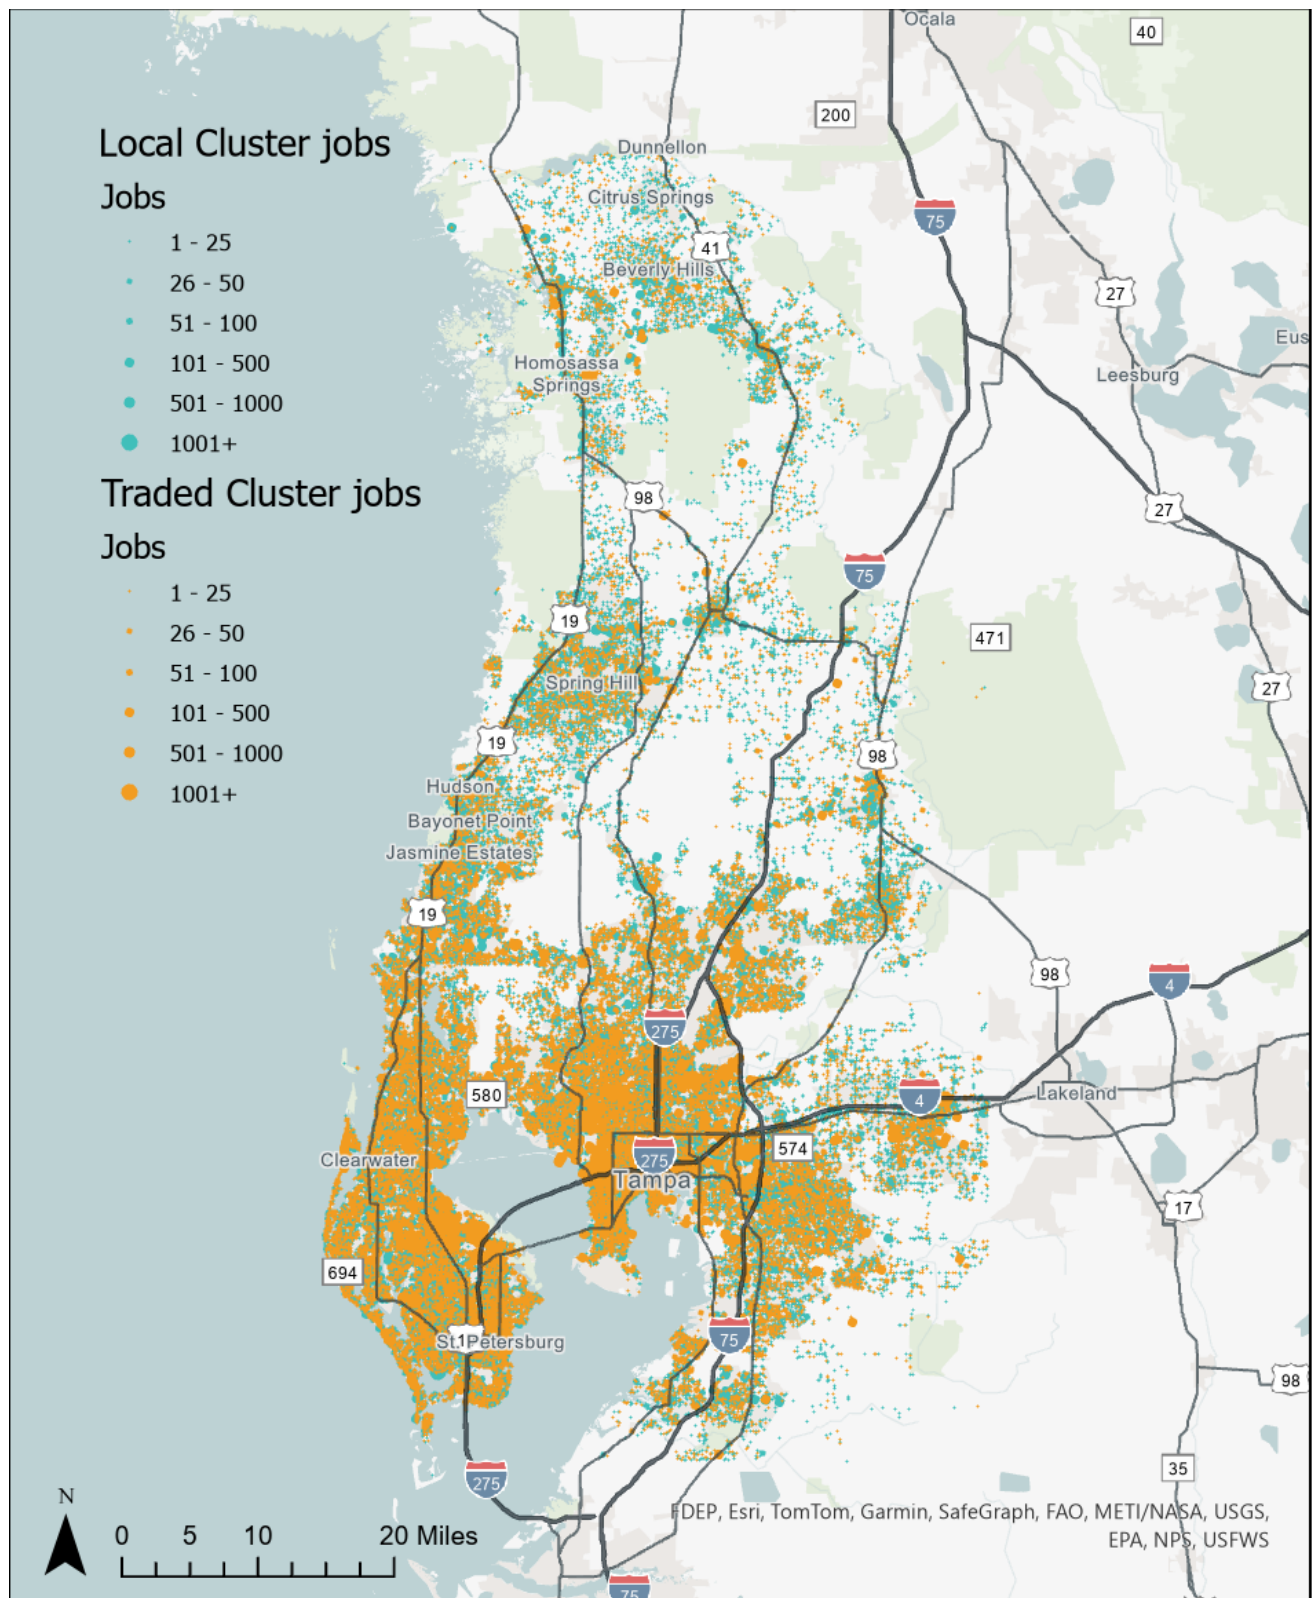 Ocala
40
200
Local Cluster jobs
Jobs
1 - 25
26 - 50
51 - 100
101 - 500
501 - 1000
1001+
Traded Cluster jobs
Jobs
1 - 25
26 - 50
51 - 100
101 - 500
501 - 1000
1001+
Dunnellon
Citrus Springs
75
41
Beverly Hills
27
Eus
Homosassa
Springs
Leesburg
98
27
75
19
471
Spring Hill
27
19
98
Hudson
Bayonet Point
Jasmine Estates
19
98
4
275
580
4
Lakeland
574
Clearwater
275
Tampa
17
694
75
St. Petersburg
98
35
275
N
0 5 10 20 Miles
FDEP, Esri, TomTom, Garmin, SafeGraph, FAO, METI/NASA, USGS,
EPA, NPS, USFWS
75